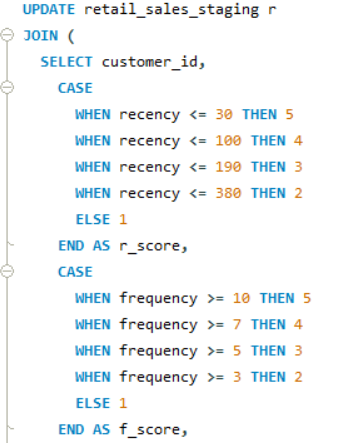 UPDATE retail_sales_staging r
JOIN (
SELECT customer_id,
CASE
WHEN recency <= 30 THEN 5
WHEN recency <= 100 THEN 4
WHEN recency <= 190 THEN 3
WHEN recency <= 380 THEN 2
ELSE 1
END AS r_score,
CASE
WHEN frequency >= 10 THEN 5
WHEN frequency >= 7 THEN 4
WHEN frequency >= 5 THEN 3
WHEN frequency >= 3 THEN 2
ELSE 1
END AS f_score,